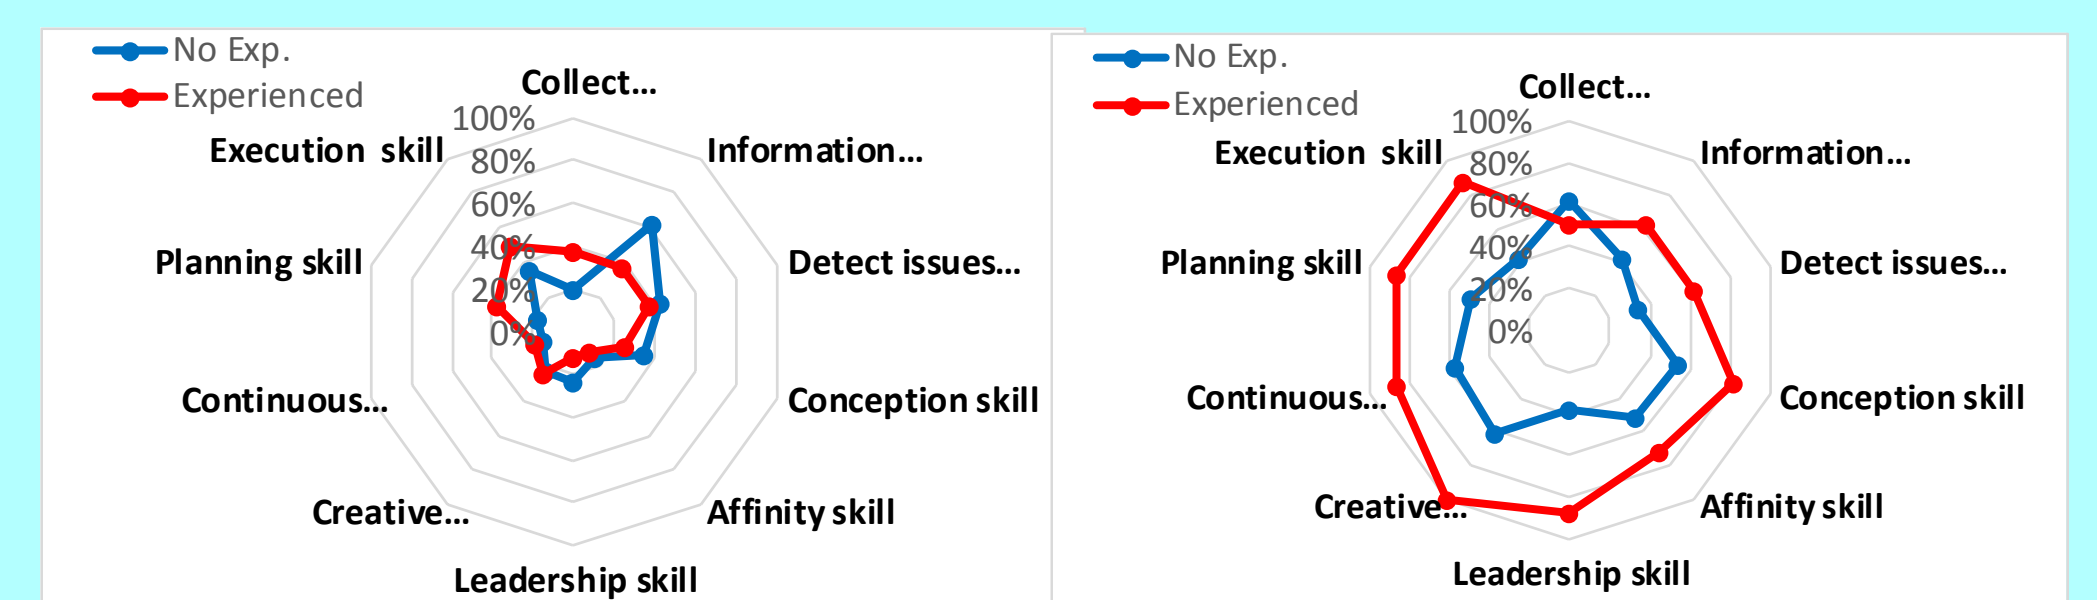 No Exp.
Experienced
Collect...
Information...
Detect issues...
Conception skill
Affinity skill
Leadership skill
Creative...
Continuous...
Planning skill
Execution  skill
100%
80%
60%
40%
20%
0%
No Exp.
Experienced
Collect...
Information...
Detect issues...
Conception skill
Affinity skill
Leadership skill
Creative...
Continuous...
Planning skill
Execution  skill
100%
80%
60%
40%
20%
0%